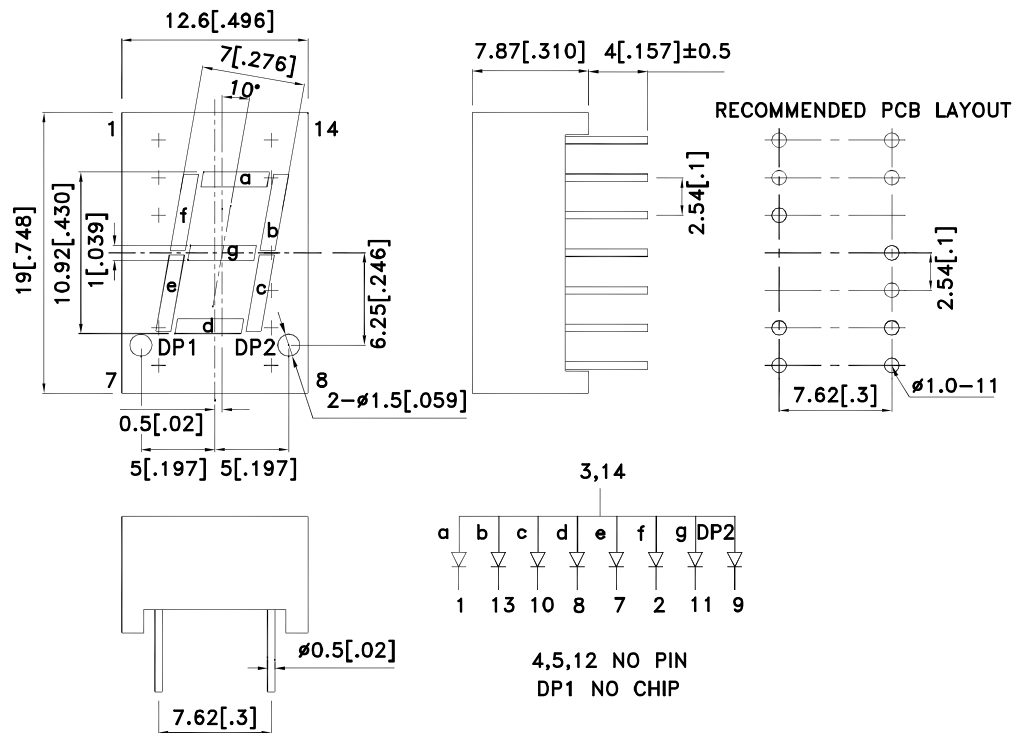 12.6[.496]
7[.276]
10°
1
14
a
f
b
g
e
c
d
DP1
DP2
7
8
19[.748]
10.92[.430]
1[.039]
6.25[.246]
2-ø1.5[.059]
0.5[.02]
5[.197]
5[.197]
7.87[.310]
4[.157]±0.5
2.54[.1]
RECOMMENDED PCB LAYOUT
2.54[.1]
ø1.0-11
7.62[.3]
ø0.5[.02]
7.62[.3]
3,14
a b c d e f g DP2
1 13 10 8 7 2 11 9
4,5,12 NO PIN
DP1 NO CHIP